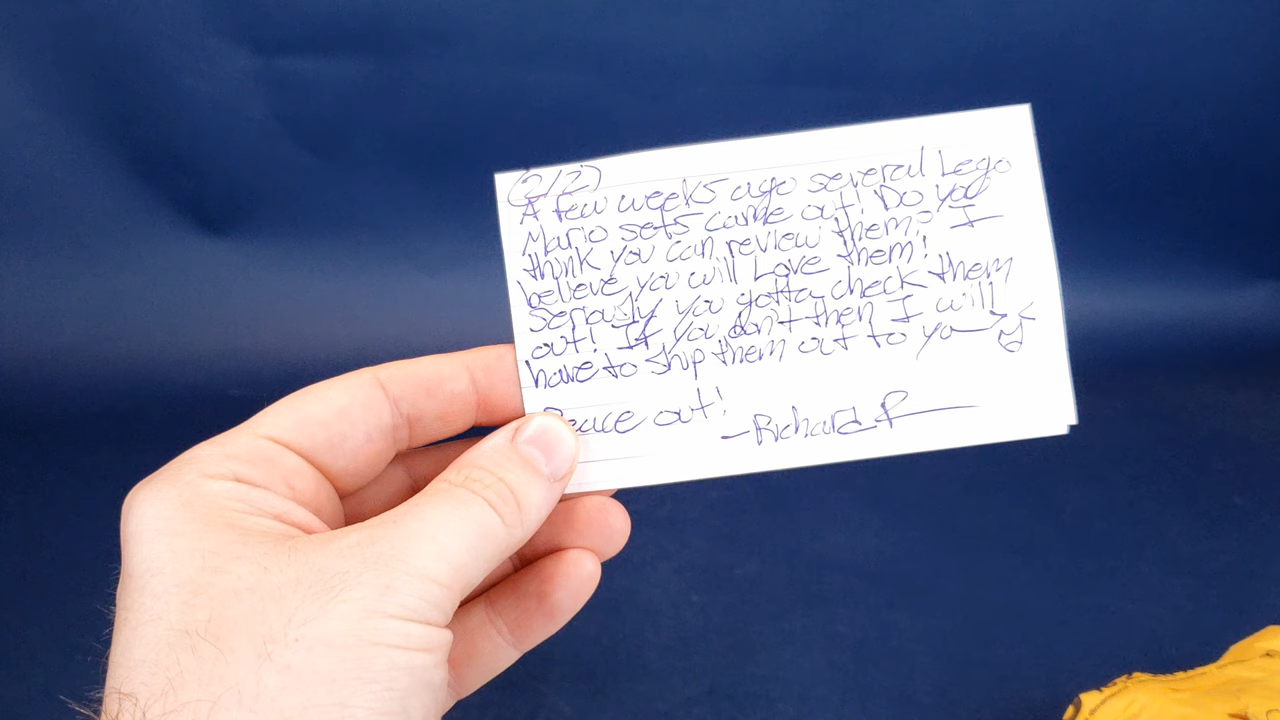 (2/2)
A few weeks ago several Lego
Mario sets came out! Do you
think you can review them? I
believe you will Love them!
seriously you gotta check them
out! If you don't then I will
have to ship them out to yo
Peace out!
-Richard R